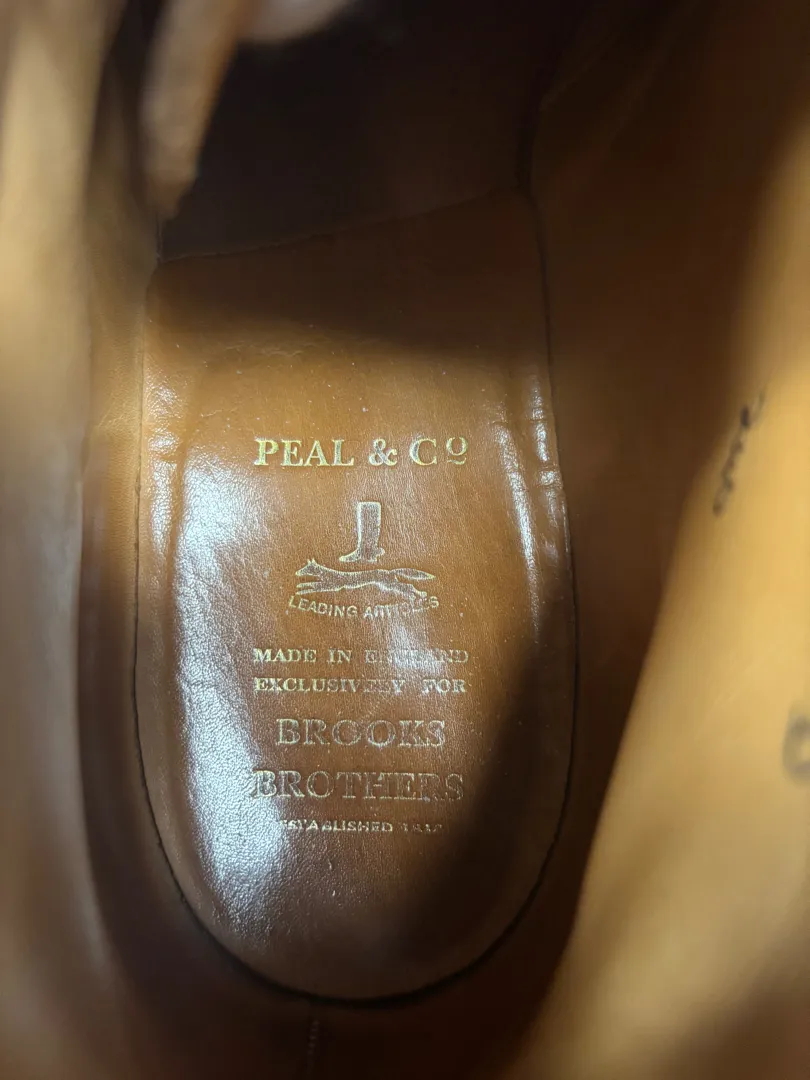 PEAL & Cº
LEADING ARTICLES
MADE IN ENGLAND
EXCLUSIVELY FOR
BROOKS
BROTHERS
ESTABLISHED 1818